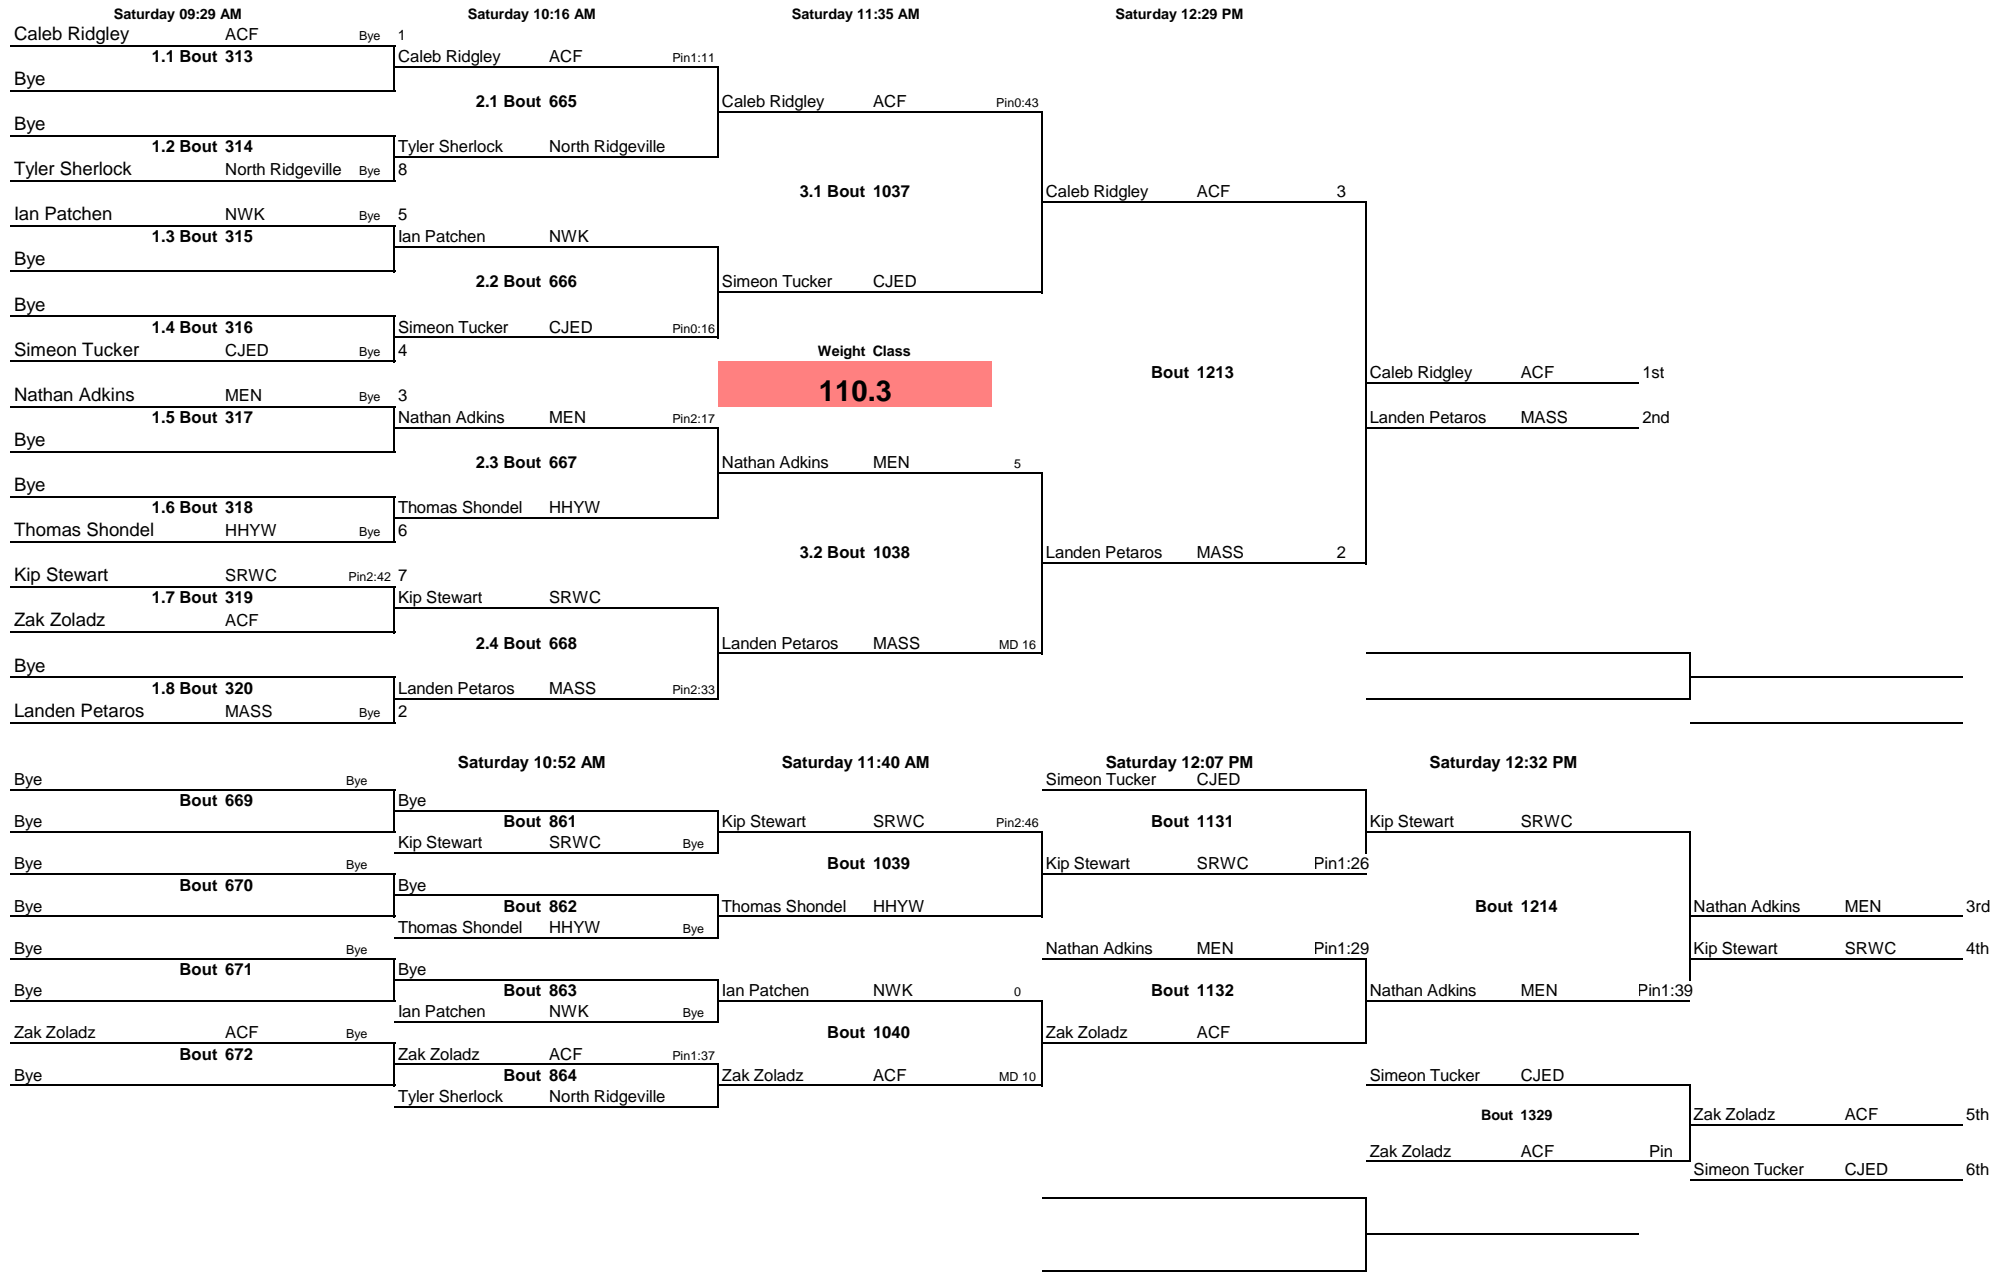 Saturday 09:29 AM Saturday 10:16 AM Saturday 11:35 AM Saturday 12:29 PM
Caleb Ridgley ACF Bye 1
1.1 Bout 313 Caleb Ridgley ACF Pin1:11
Bye
2.1 Bout 665 Caleb Ridgley ACF Pin0:43
Bye
1.2 Bout 314 Tyler Sherlock North Ridgeville
Tyler Sherlock North Ridgeville Bye 8
3.1 Bout 1037 Caleb Ridgley ACF 3
Ian Patchen NWK Bye 5
1.3 Bout 315 Ian Patchen NWK
Bye
2.2 Bout 666 Simeon Tucker CJED
Bye
1.4 Bout 316 Simeon Tucker CJED Pin0:16
Simeon Tucker CJED Bye 4 Weight Class
Bout 1213 Caleb Ridgley ACF 1st
Nathan Adkins MEN Bye 3 110.3
1.5 Bout 317 Nathan Adkins MEN Pin2:17 Landen Petaros MASS 2nd
Bye
2.3 Bout 667 Nathan Adkins MEN 5
Bye
1.6 Bout 318 Thomas Shondel HHYW
Thomas Shondel HHYW Bye 6
3.2 Bout 1038 Landen Petaros MASS 2
Kip Stewart SRWC Pin2:42 7
1.7 Bout 319 Kip Stewart SRWC
Zak Zoladz ACF
2.4 Bout 668 Landen Petaros MASS MD 16
Bye
1.8 Bout 320 Landen Petaros MASS Pin2:33
Landen Petaros MASS Bye 2
Saturday 10:52 AM Saturday 11:40 AM Saturday 12:07 PM Saturday 12:32 PM
Bye Bye Simeon Tucker CJED
Bout 669 Bye
Bye Bout 861 Kip Stewart SRWC Pin2:46 Bout 1131 Kip Stewart SRWC
Kip Stewart SRWC Bye
Bye Bye Bout 1039 Kip Stewart SRWC Pin1:26
Bout 670 Bye
Bye Bout 862 Thomas Shondel HHYW Bout 1214 Nathan Adkins MEN 3rd
Thomas Shondel HHYW Bye
Bye Bye Nathan Adkins MEN Pin1:29 Kip Stewart SRWC 4th
Bout 671 Bye
Bye Bout 863 Ian Patchen NWK 0 Bout 1132 Nathan Adkins MEN Pin1:39
Ian Patchen NWK Bye
Zak Zoladz ACF Bye Bout 1040 Zak Zoladz ACF
Bout 672 Zak Zoladz ACF Pin1:37
Bye Bout 864 Zak Zoladz ACF MD 10 Simeon Tucker CJED
Tyler Sherlock North Ridgeville
Bout 1329 Zak Zoladz ACF 5th
Zak Zoladz ACF Pin
Simeon Tucker CJED 6th